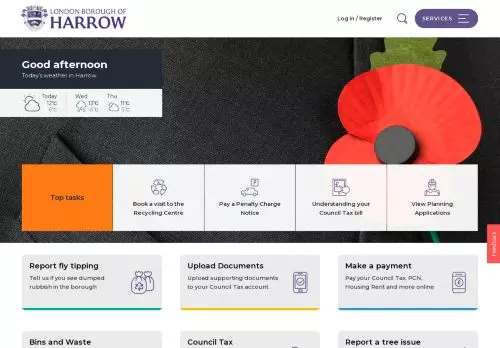 LONDON BOROUGH OF
HARROW
Log in / Register
SERVICES
Good afternoon
Today's weather in Harrow
Today
12°C
6°C
Wed
13°C
6°C
Thu
11°C
5°C
Top tasks
Book a visit to the
Recycling Centre
Pay a Penalty Charge
Notice
Understanding your
Council Tax bill
View Planning
Applications
Feedback
Report fly tipping
Tell us if you see dumped
rubbish in the borough
Upload Documents
Upload supporting documents
to your Council Tax account
Make a payment
Pay your Council Tax, PCN,
Housing Rent and more online
Bins and Waste
Council Tax
Report a tree issue